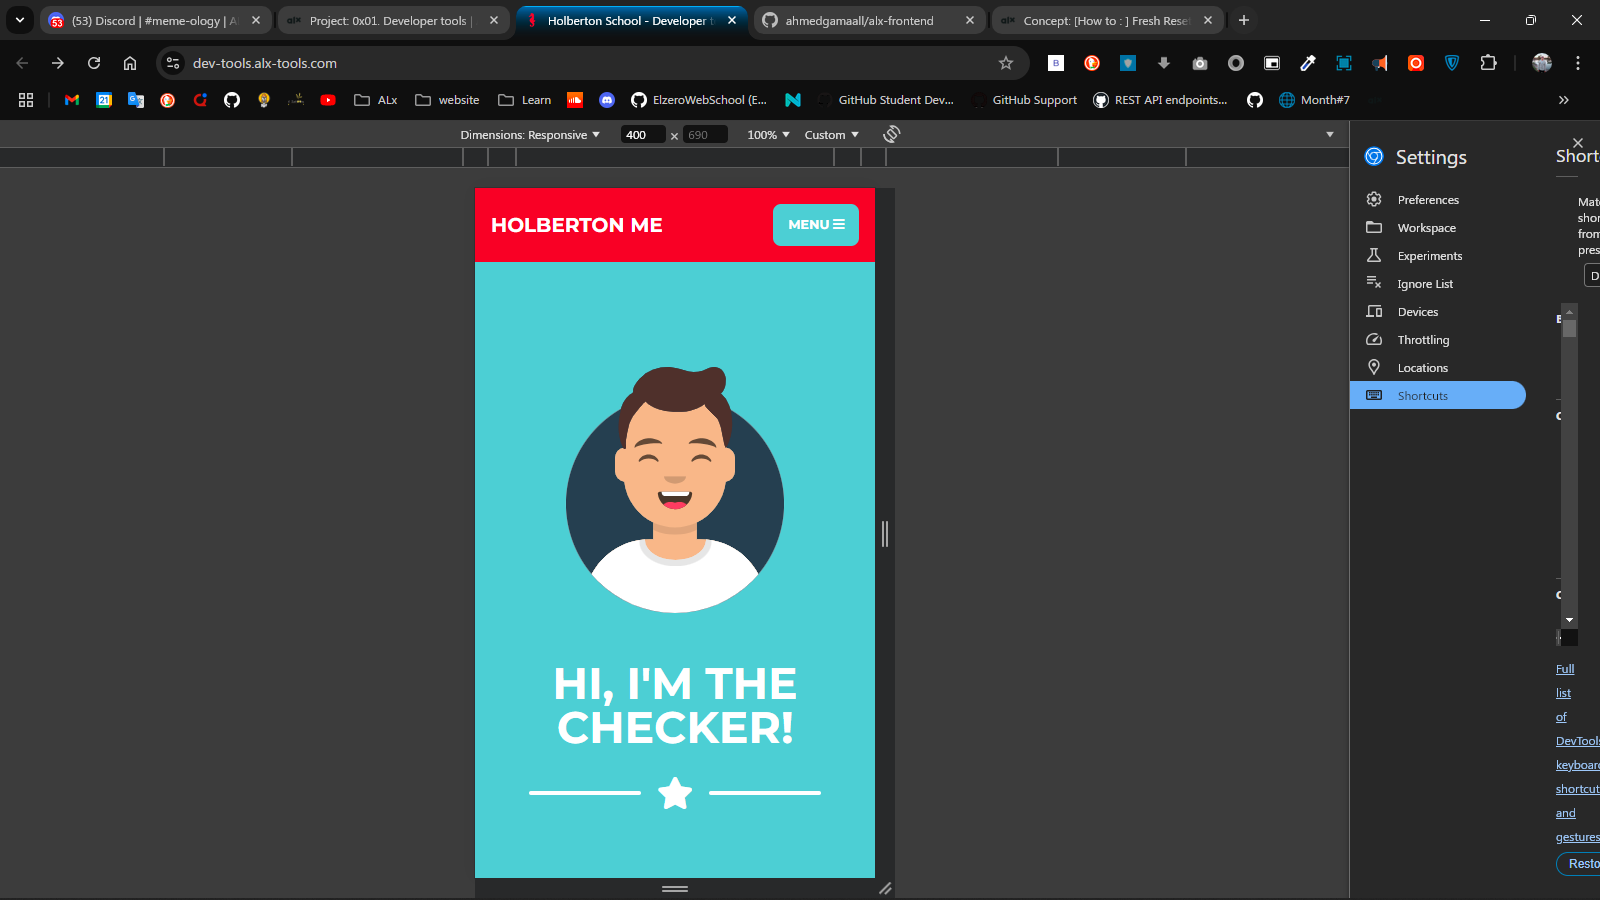 (53) Discord | #meme-ology | A
Project: 0x01. Developer tools |
Holberton School - Developer t
ahmedgamaall/alx-frontend
Concept: [How to : ] Fresh Rese
dev-tools.alx-tools.com
ALx
website
Learn
ElzeroWebSchool (E...
GitHub Student Dev...
GitHub Support
REST API endpoints...
Month#7
Dimensions: Responsive
400 × 690
100%
Custom
HOLBERTON ME
MENU
HI, I'M THE
CHECKER!
Settings
Preferences
Workspace
Experiments
Ignore List
Devices
Throttling
Locations
Shortcuts
Short
Mat
shor
from
pres
D
Full
list
of
DevTools
keyboard
shortcut
and
gestures
Resto